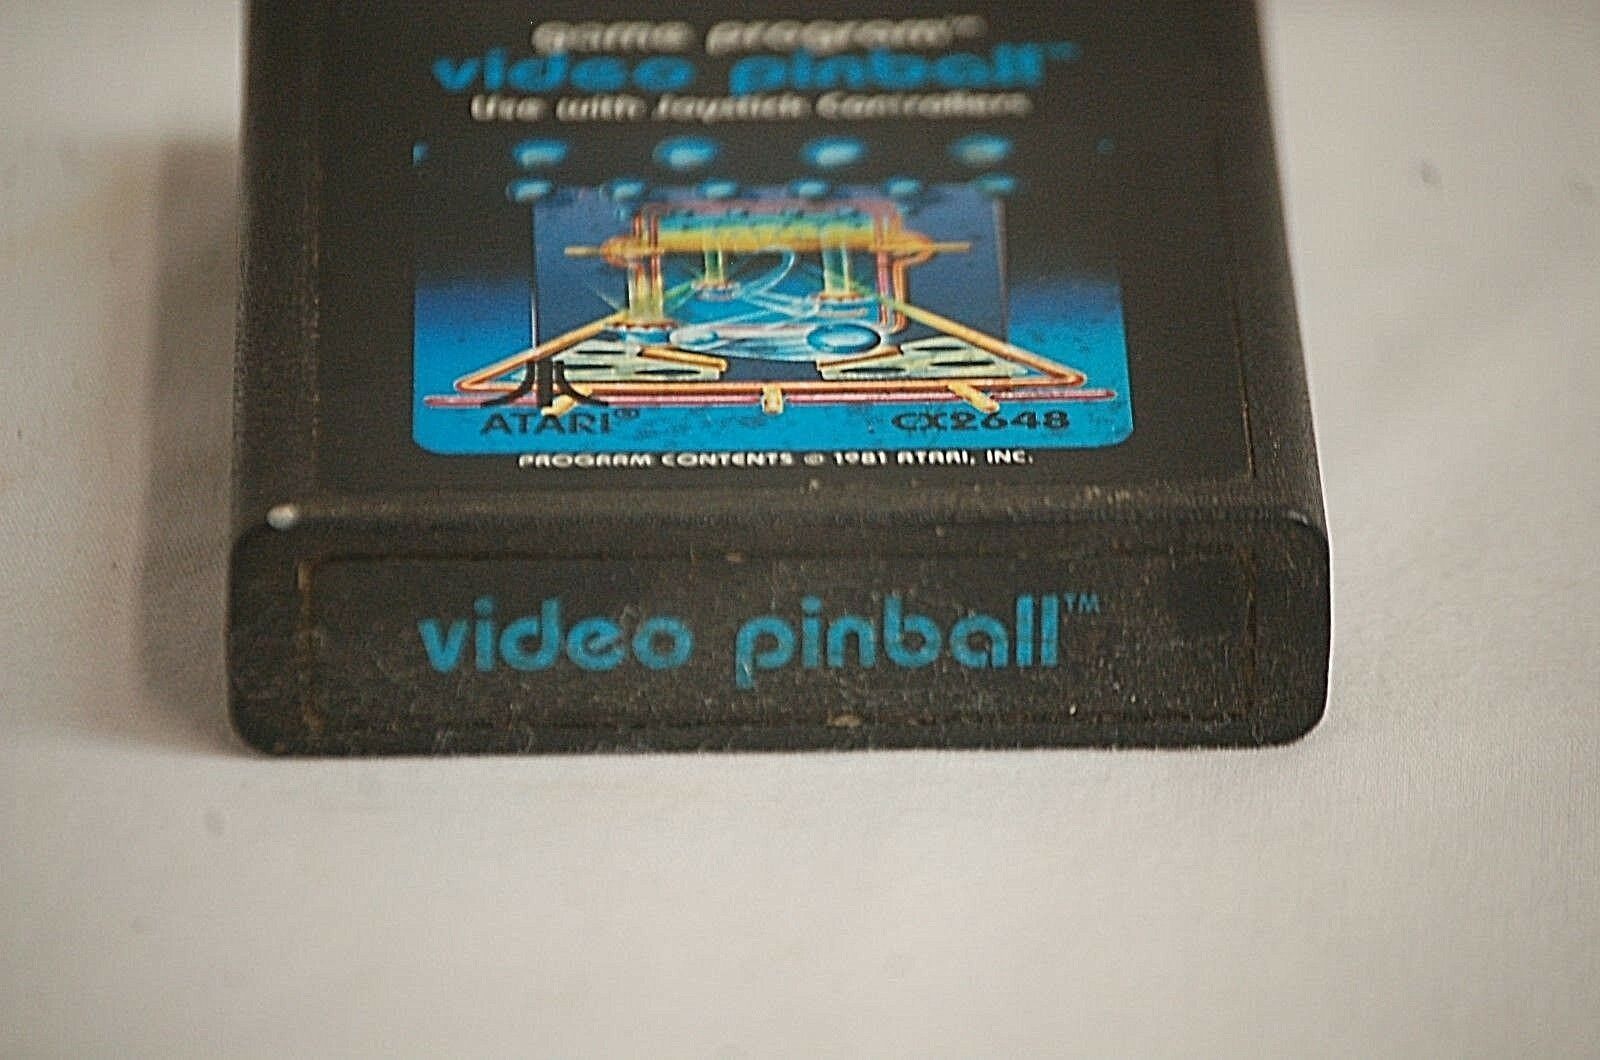 game program™
video pinball™
Use with Joystick Controllers
ATARI® CX2648
PROGRAM CONTENTS © 1981 ATARI, INC.
video pinball™